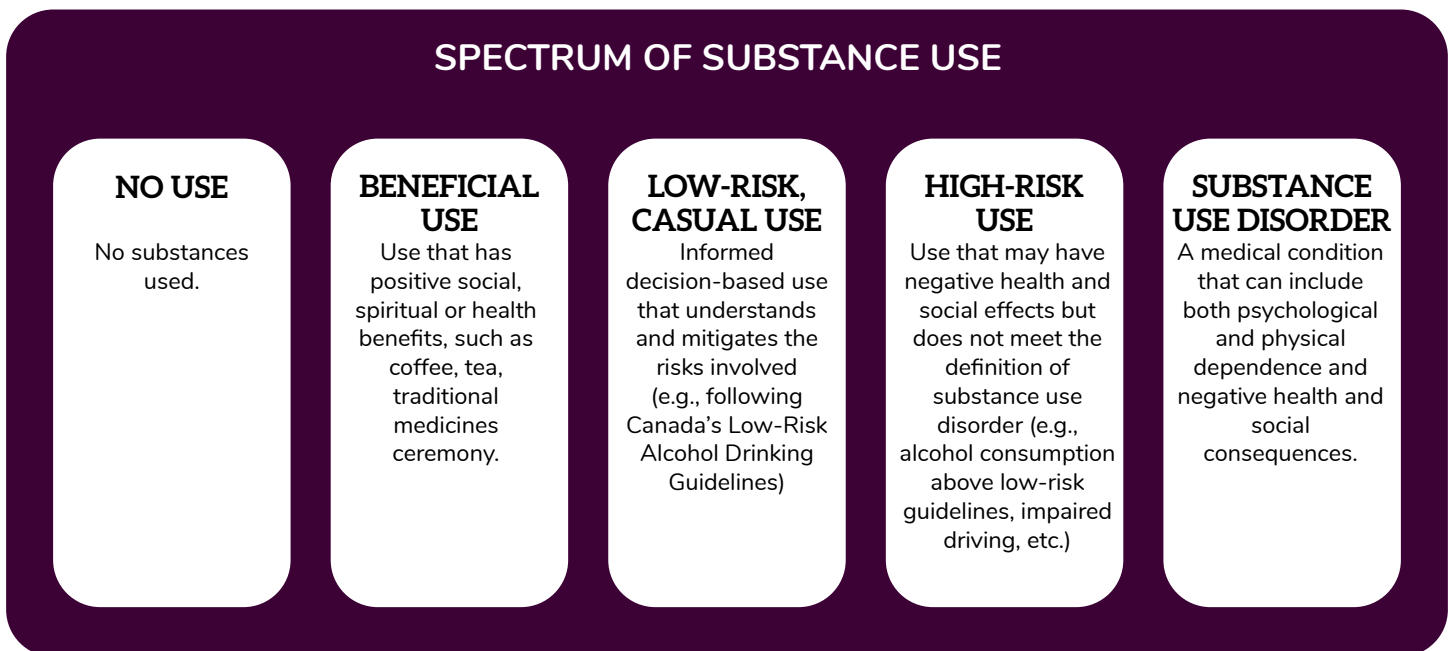 SPECTRUM OF SUBSTANCE USE
NO USE
No substances
used.
BENEFICIAL
USE
Use that has
positive social,
spiritual or health
benefits, such as
coffee, tea,
traditional
medicines
ceremony.
LOW-RISK,
CASUAL USE
Informed
decision-based use
that understands
and mitigates the
risks involved
(e.g., following
Canada’s Low-Risk
Alcohol Drinking
Guidelines)
HIGH-RISK
USE
Use that may have
negative health and
social effects but
does not meet the
definition of
substance use
disorder (e.g.,
alcohol consumption
above low-risk
guidelines, impaired
driving, etc.)
SUBSTANCE
USE DISORDER
A medical condition
that can include
both psychological
and physical
dependence and
negative health and
social
consequences.